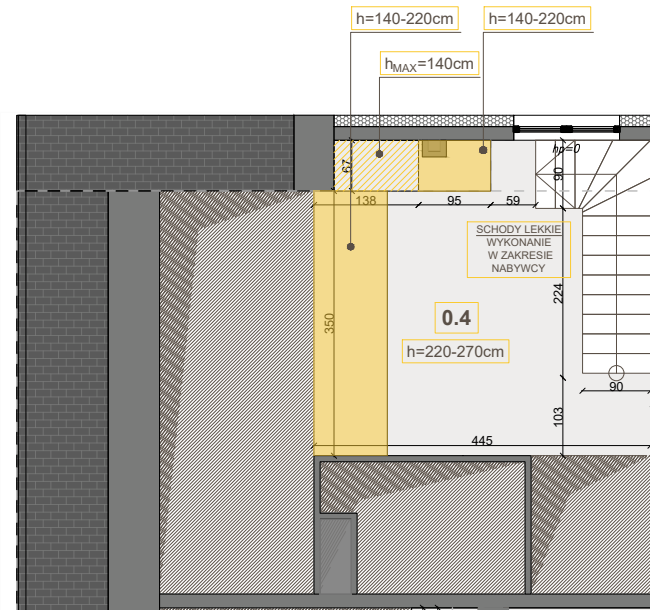 h=140-220cm
h=140-220cm
hMAX=140cm
hp=0
67
90
138
95
59
SCHODY LEKKIE
WYKONANIE
W ZAKRESIE
NABYWCY
224
350
0.4
h=220-270cm
90
103
445